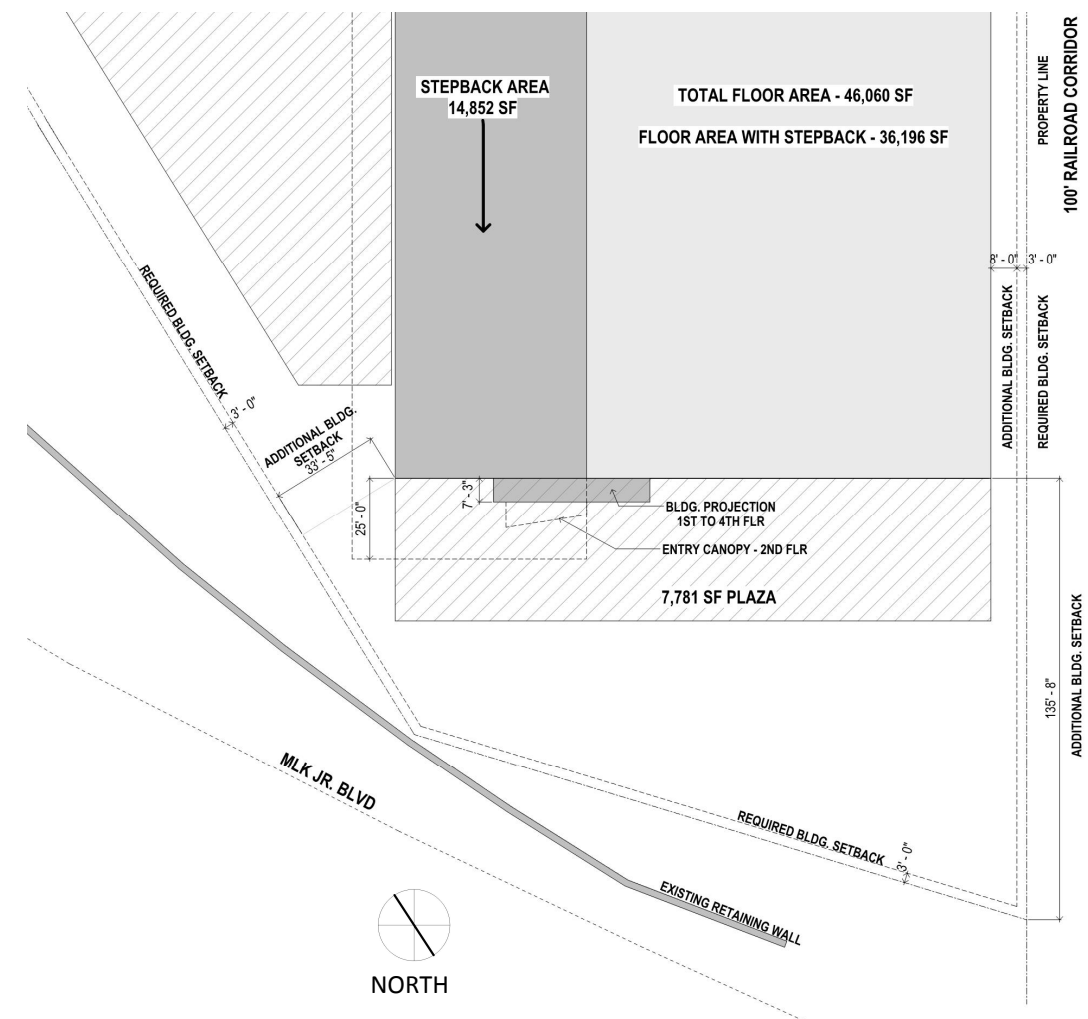 STEPBACK AREA
14,852 SF
TOTAL FLOOR AREA - 46,060 SF
FLOOR AREA WITH STEPBACK - 36,196 SF
PROPERTY LINE
100' RAILROAD CORRIDOR
8' - 0"
3' - 0"
ADDITIONAL BLDG. SETBACK
REQUIRED BLDG. SETBACK
REQUIRED BLDG. SETBACK
3' - 0"
ADDITIONAL BLDG.
SETBACK
33' - 5"
25' - 0"
7' - 3"
BLDG. PROJECTION
1ST TO 4TH FLR
ENTRY CANOPY - 2ND FLR
7,781 SF PLAZA
135' - 8"
ADDITIONAL BLDG. SETBACK
MLK JR. BLVD
REQUIRED BLDG. SETBACK
3' - 0"
EXISTING RETAINING WALL
NORTH